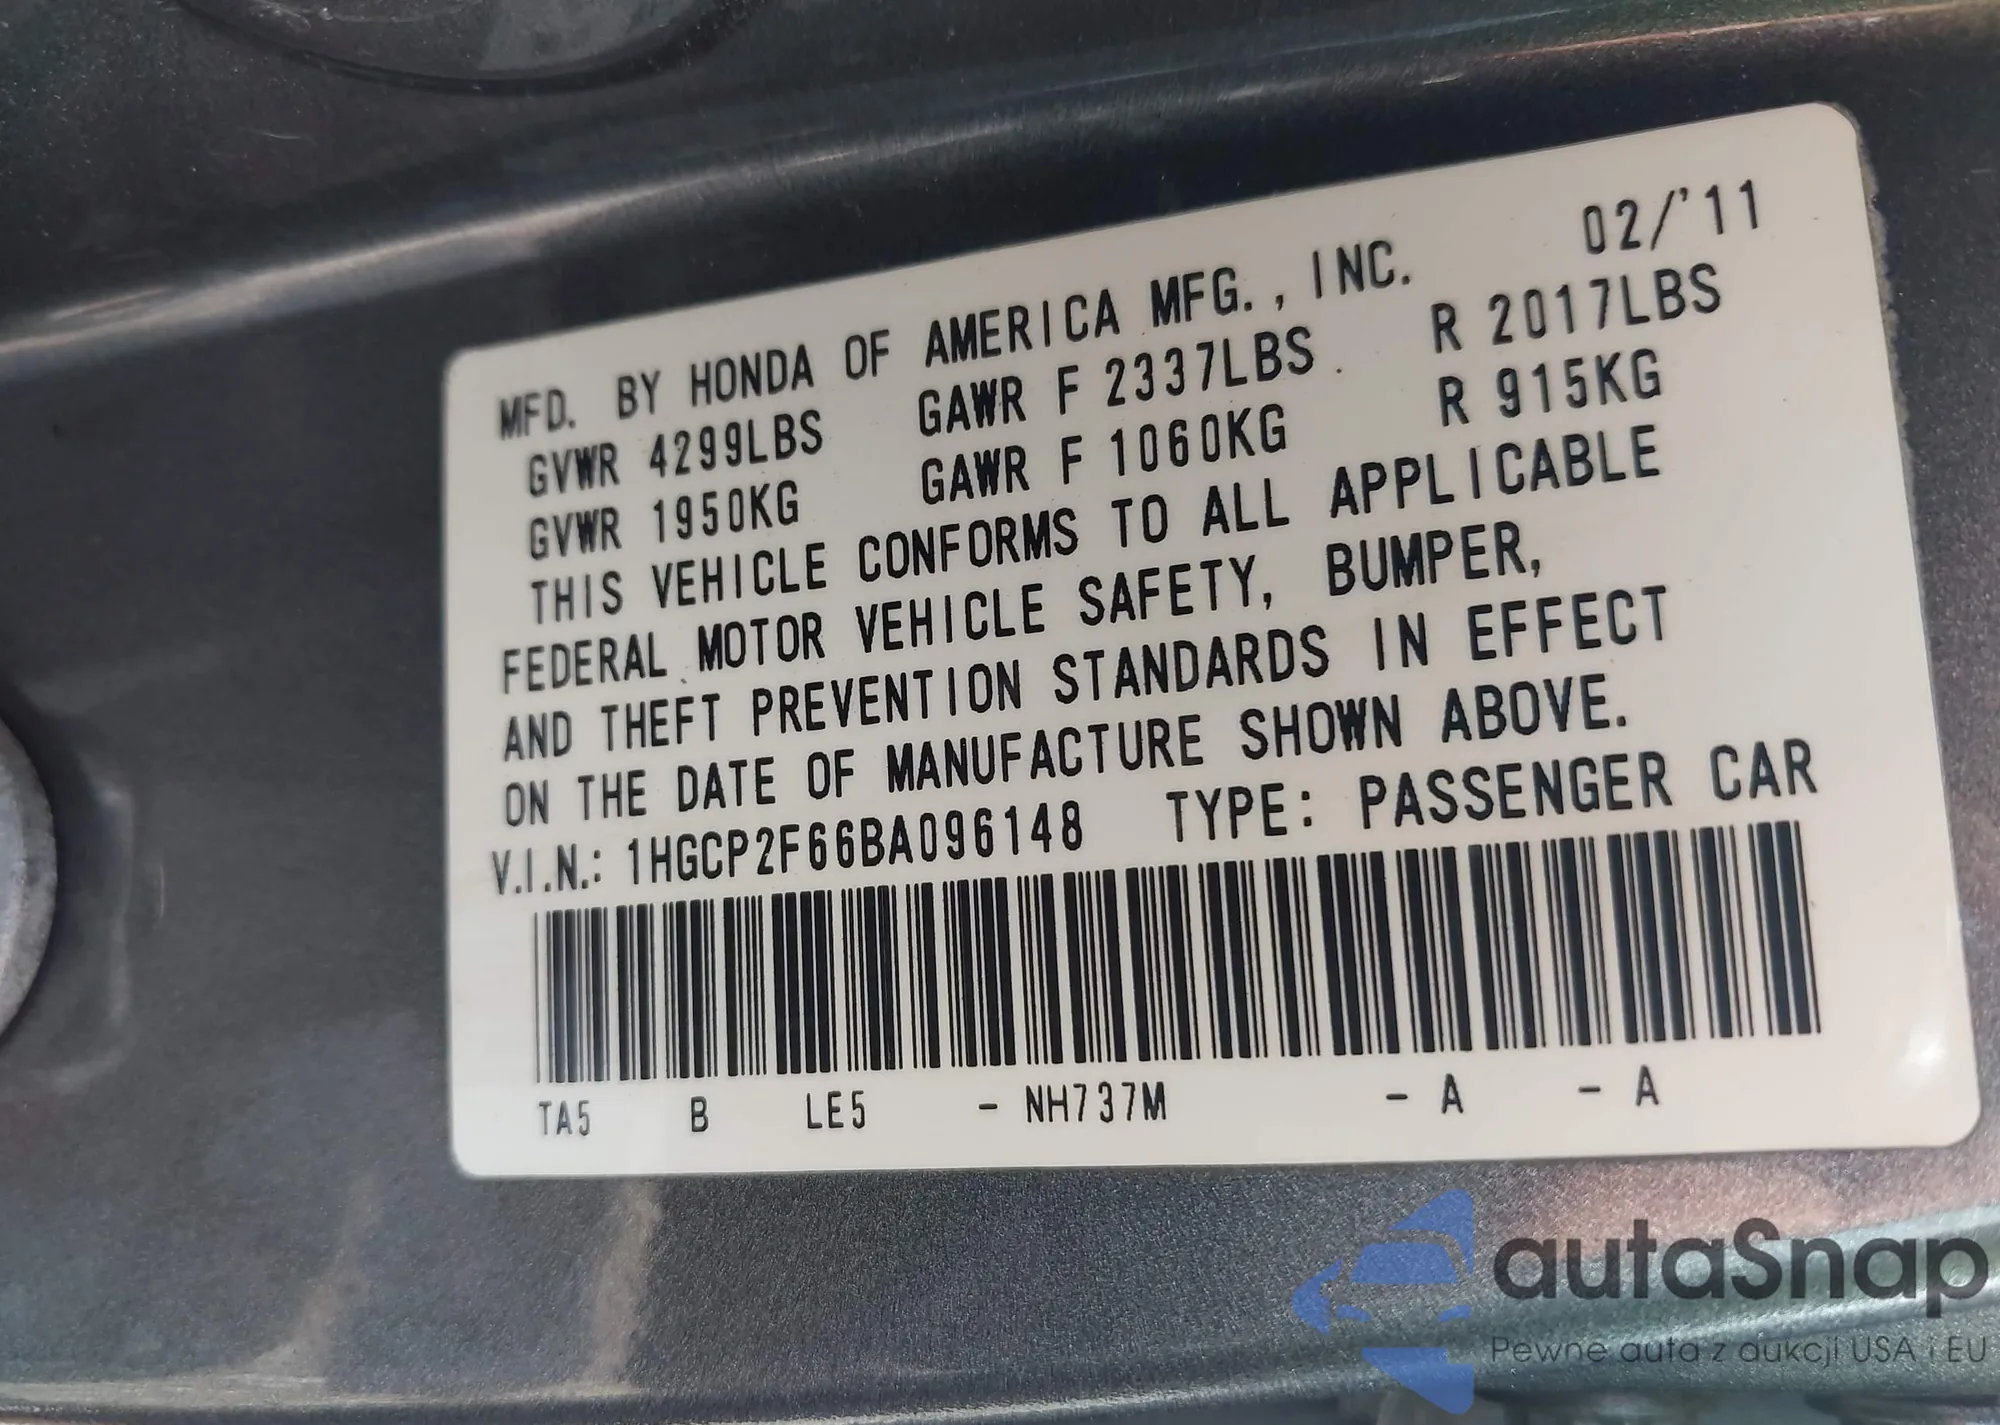 02/'11
MFD. BY HONDA OF AMERICA MFG., INC.
GVWR 4299LBS GAWR F 2337LBS R 2017LBS
GVWR 1950KG GAWR F 1060KG R 915KG
THIS VEHICLE CONFORMS TO ALL APPLICABLE
FEDERAL MOTOR VEHICLE SAFETY, BUMPER,
AND THEFT PREVENTION STANDARDS IN EFFECT
ON THE DATE OF MANUFACTURE SHOWN ABOVE.
V.I.N.: 1HGCP2F66BA096148 TYPE: PASSENGER CAR
TA5 B LE5 - NH737M - A - A
autaSnap
Pewne auta z aukcji USA i EU